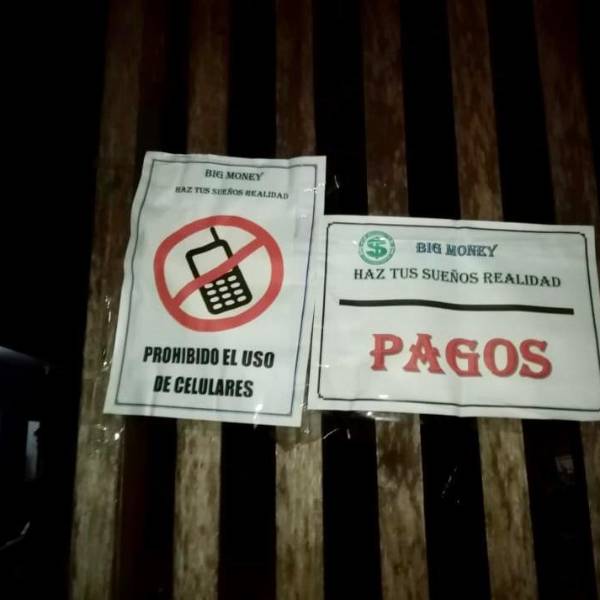 BIG MONEY
HAZ TUS SUEÑOS REALIDAD
PROHIBIDO EL USO
DE CELULARES
BIG MONEY
HAZ TUS SUEÑOS REALIDAD
PAGOS